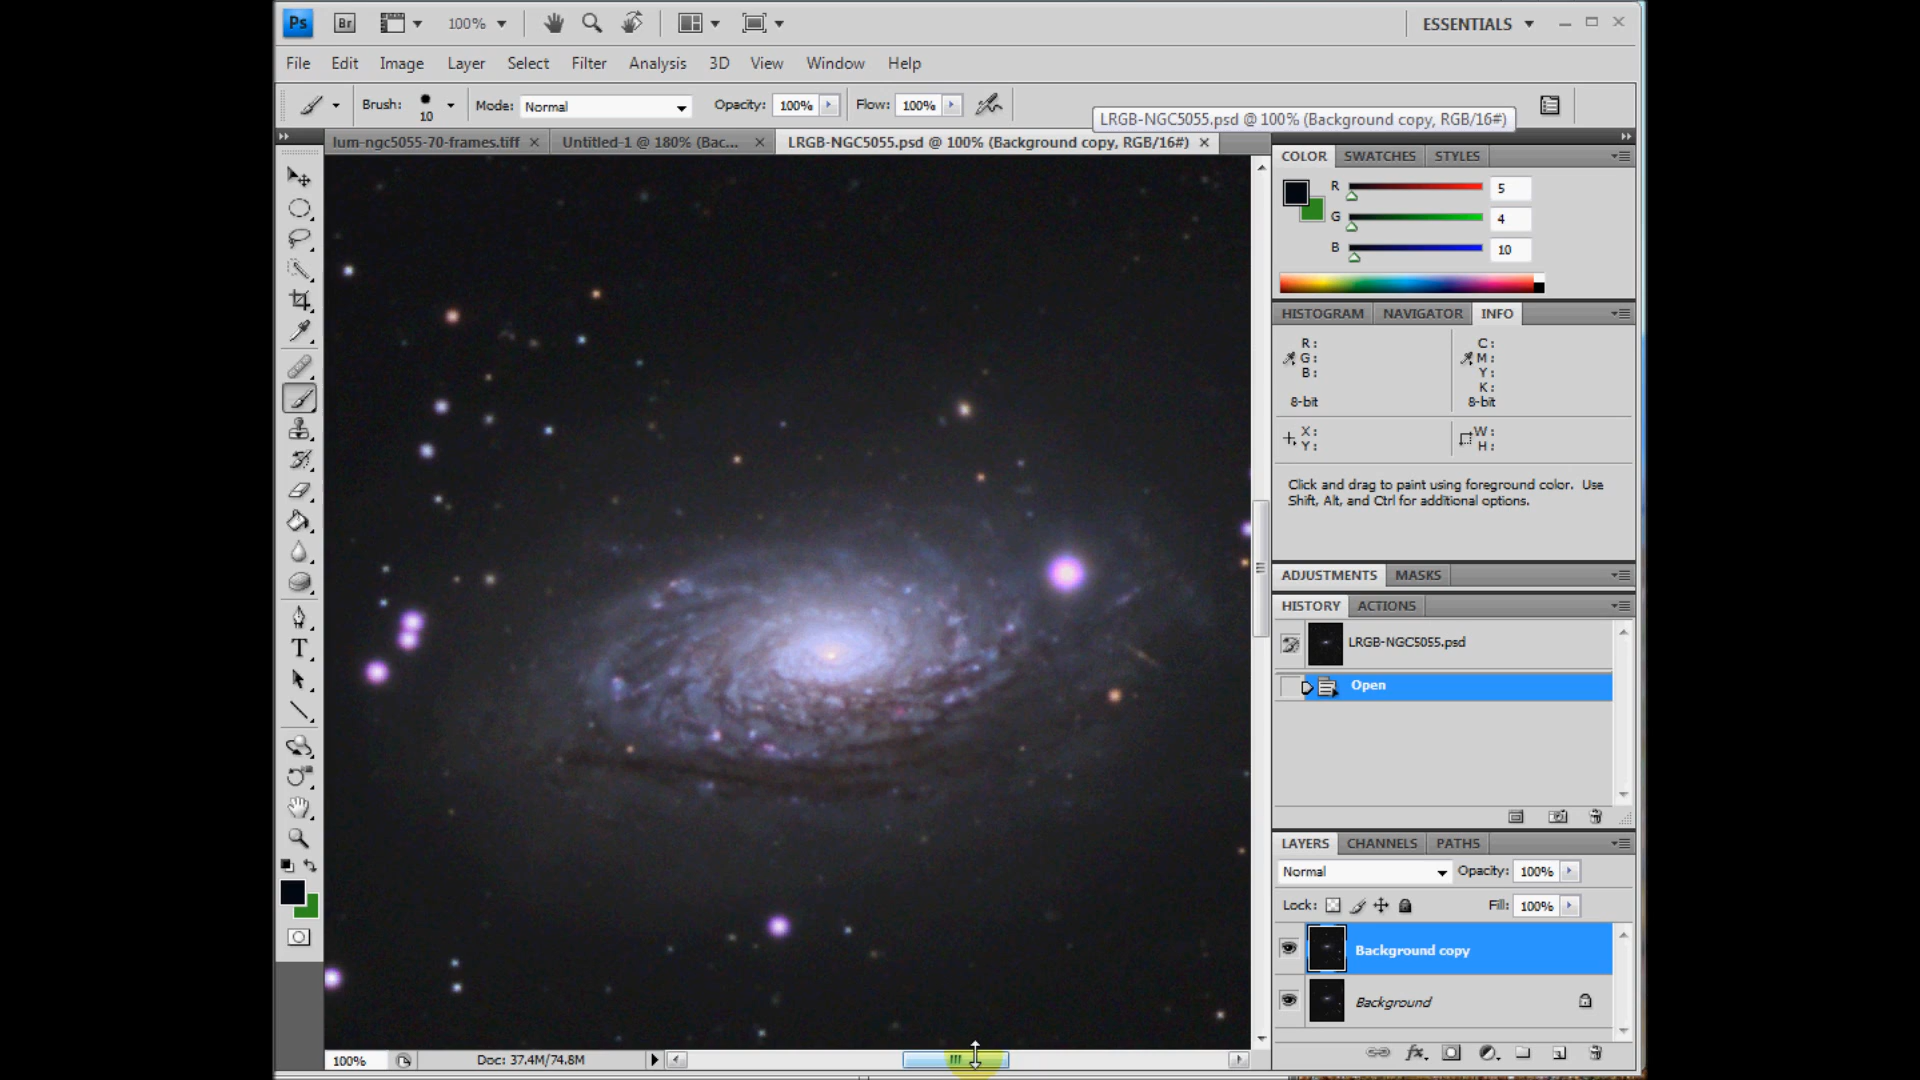 Ps Br 100% ESSENTIALS
File Edit Image Layer Select Filter Analysis 3D View Window Help
Brush: 10 Mode: Normal Opacity: 100% Flow: 100%
LRGB-NGC5055.psd @ 100% (Background copy, RGB/16#)
lum-ngc5055-70-frames.tiff Untitled-1 @ 180% (Bac... LRGB-NGC5055.psd @ 100% (Background copy, RGB/16#)
COLOR SWATCHES STYLES
R 5
G 4
B 10
HISTOGRAM NAVIGATOR INFO
R: C:
G: M:
B: Y:
K:
8-bit 8-bit
X: W:
Y: H:
Click and drag to paint using foreground color. Use
Shift, Alt, and Ctrl for additional options.
ADJUSTMENTS MASKS
HISTORY ACTIONS
LRGB-NGC5055.psd
Open
LAYERS CHANNELS PATHS
Normal Opacity: 100%
Lock: Fill: 100%
Background copy
Background
100% Doc: 37.4M/74.8M